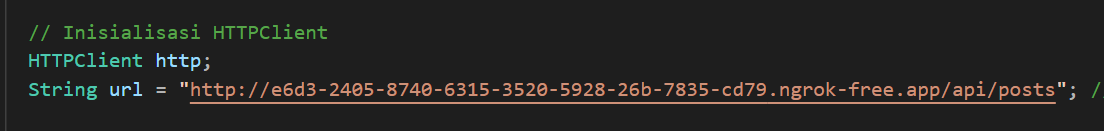 // Inisialisasi HTTPClient
HTTPClient http;
String url = "http://e6d3-2405-8740-6315-3520-5928-26b-7835-cd79.ngrok-free.app/api/posts"; //